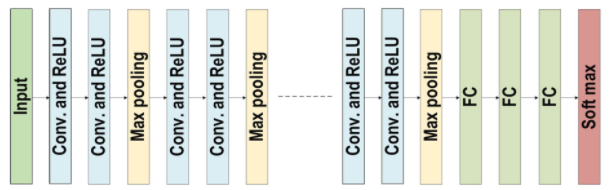 Input
Conv. and ReLU
Conv. and ReLU
Max pooling
Conv. and ReLU
Conv. and ReLU
Max pooling
Conv. and ReLU
Conv. and ReLU
Max pooling
FC
FC
FC
Soft max